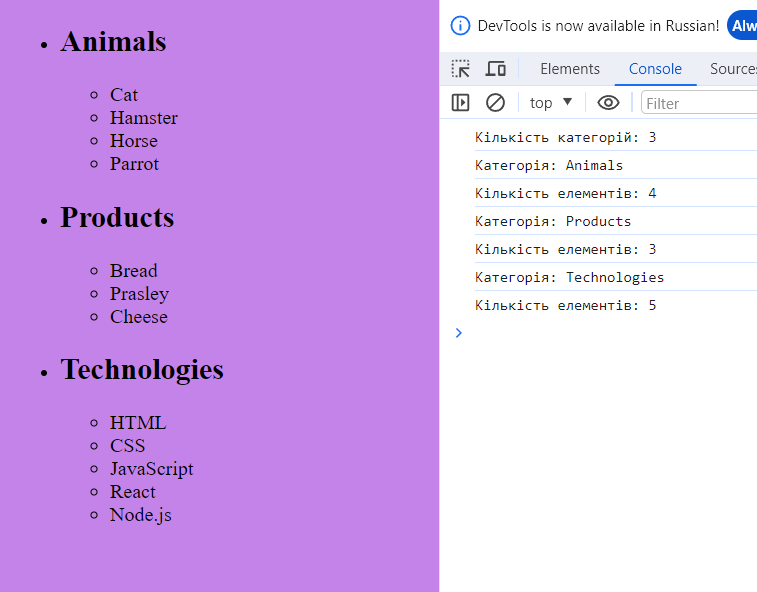 Animals
Cat
Hamster
Horse
Parrot
Products
Bread
Prasley
Cheese
Technologies
HTML
CSS
JavaScript
React
Node.js
DevTools is now available in Russian! Alw
Elements Console Source
top Filter
Кількість категорій: 3
Категорія: Animals
Кількість елементів: 4
Категорія: Products
Кількість елементів: 3
Категорія: Technologies
Кількість елементів: 5